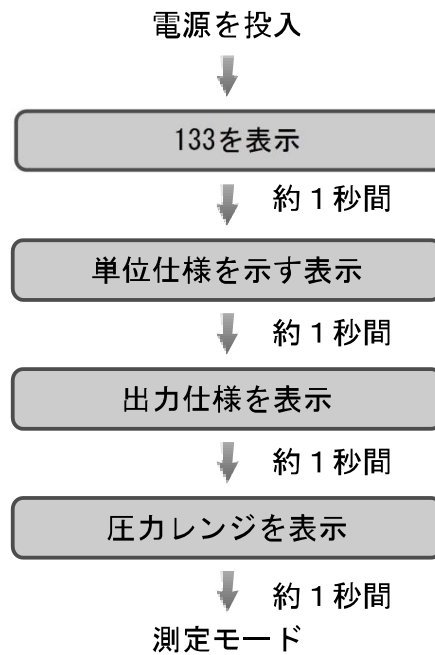 電源を投入
133を表示
約１秒間
単位仕様を示す表示
約１秒間
出力仕様を表示
約１秒間
圧力レンジを表示
約１秒間
測定モード